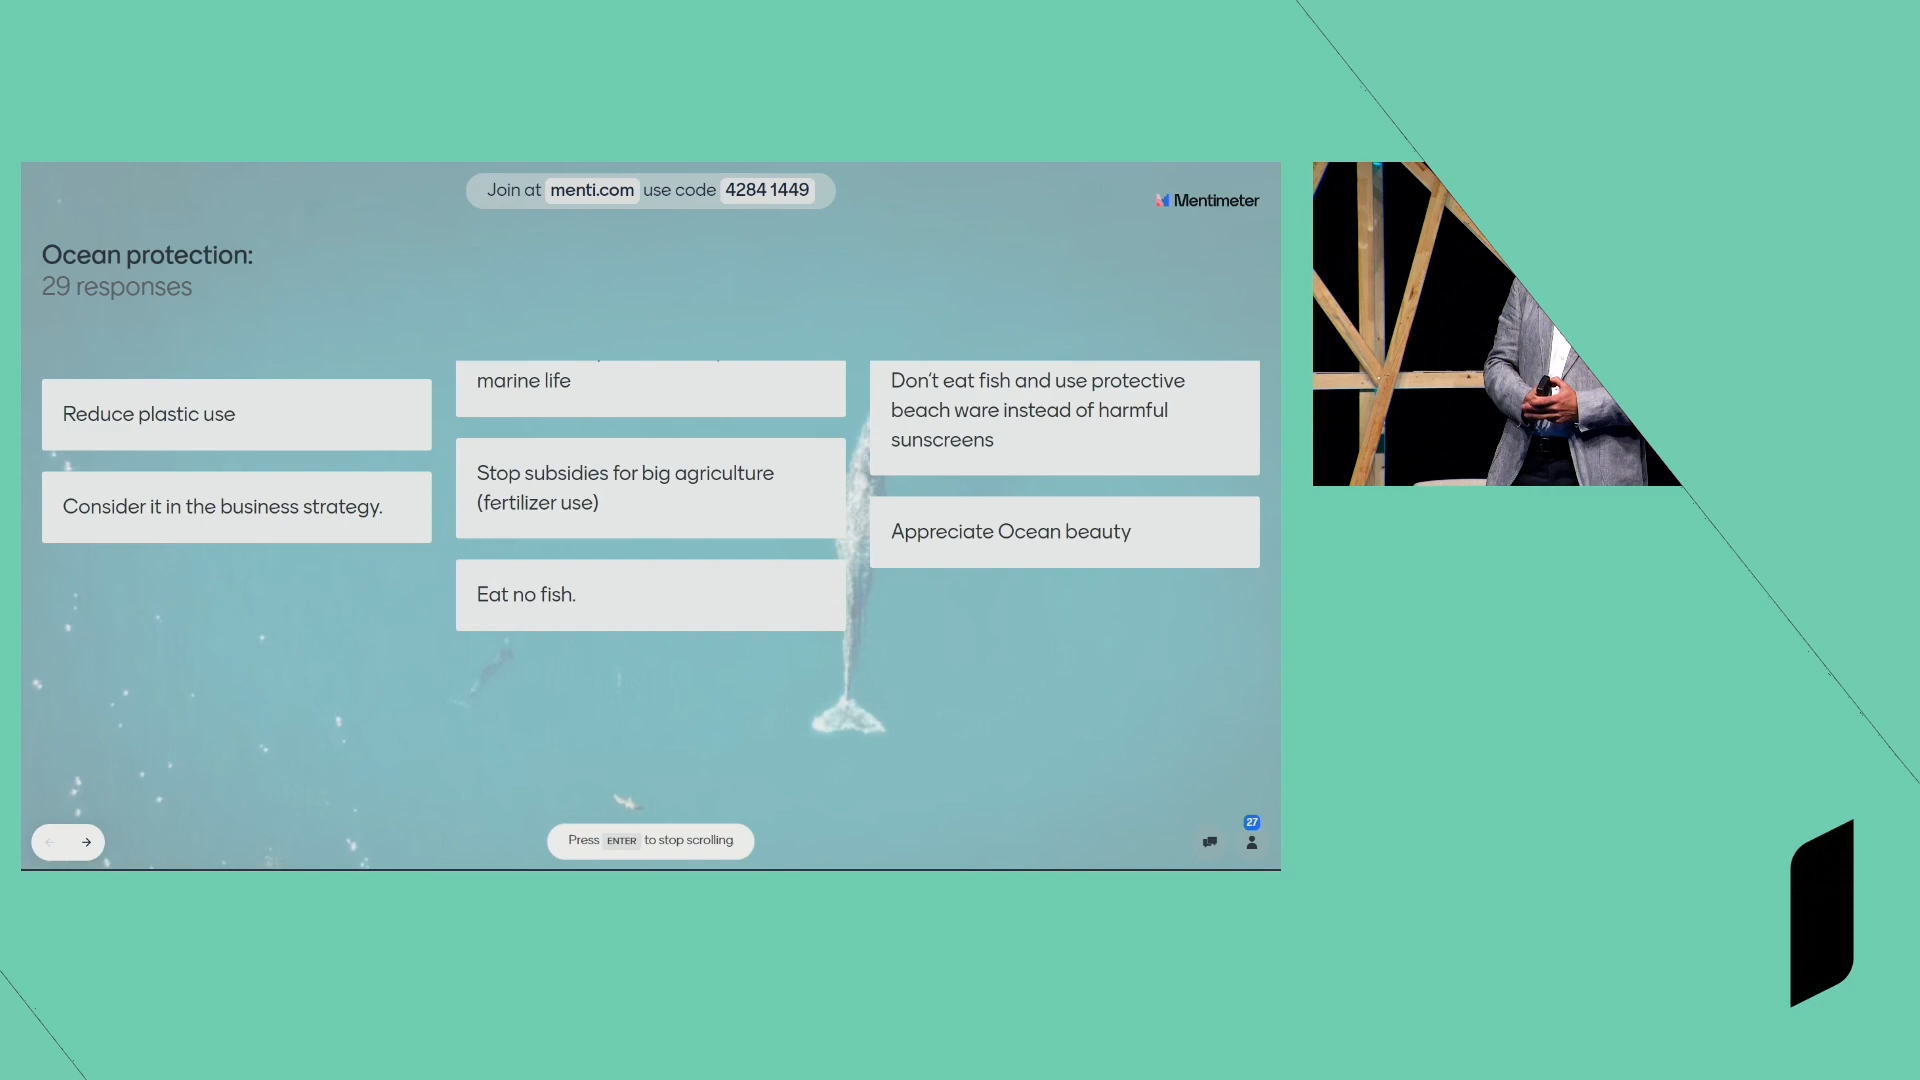 Join at menti.com use code 4284 1449
Mentimeter
Ocean protection:
29 responses
Reduce plastic use
Consider it in the business strategy.
marine life
Stop subsidies for big agriculture
(fertilizer use)
Eat no fish.
Don't eat fish and use protective
beach ware instead of harmful
sunscreens
Appreciate Ocean beauty
Press ENTER to stop scrolling
27